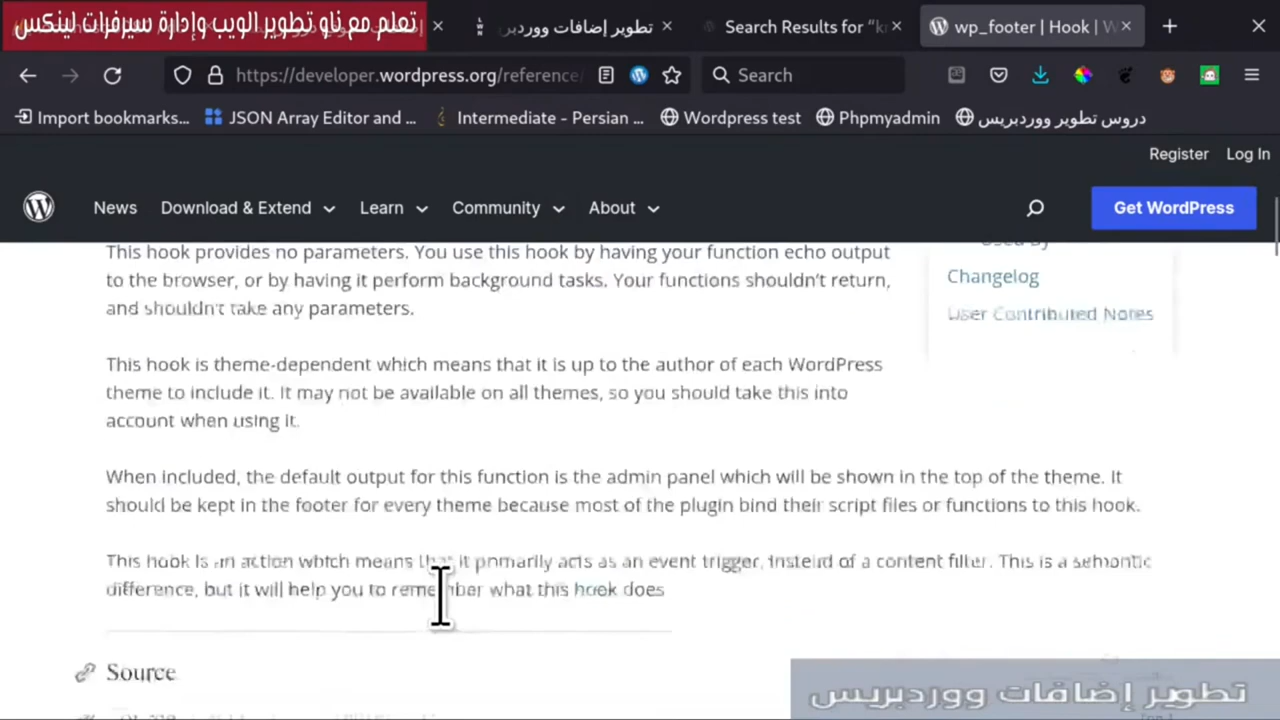 تعلم مع ناو تطوير الويب وإدارة سيرفرات لينكس
تطوير إضافات ووردبريس
Search Results for “kr
wp_footer | Hook | W
https://developer.wordpress.org/reference/
Search
Import bookmarks...
JSON Array Editor and ...
Intermediate - Persian ...
Wordpress test
Phpmyadmin
دروس تطوير ووردبريس
Register
Log In
News
Download & Extend
Learn
Community
About
Get WordPress
This hook provides no parameters. You use this hook by having your function echo output
to the browser, or by having it perform background tasks. Your functions shouldn't return,
and shouldn't take any parameters.
Used By
Changelog
User Contributed Notes
This hook is theme-dependent which means that it is up to the author of each WordPress
theme to include it. It may not be available on all themes, so you should take this into
account when using it.
When included, the default output for this function is the admin panel which will be shown in the top of the theme. It
should be kept in the footer for every theme because most of the plugin bind their script files or functions to this hook.
This hook is an action which means that it primarily acts as an event trigger, instead of a content filter. This is a semantic
difference, but it will help you to remember what this hook does
Source
تطوير إضافات ووردبريس